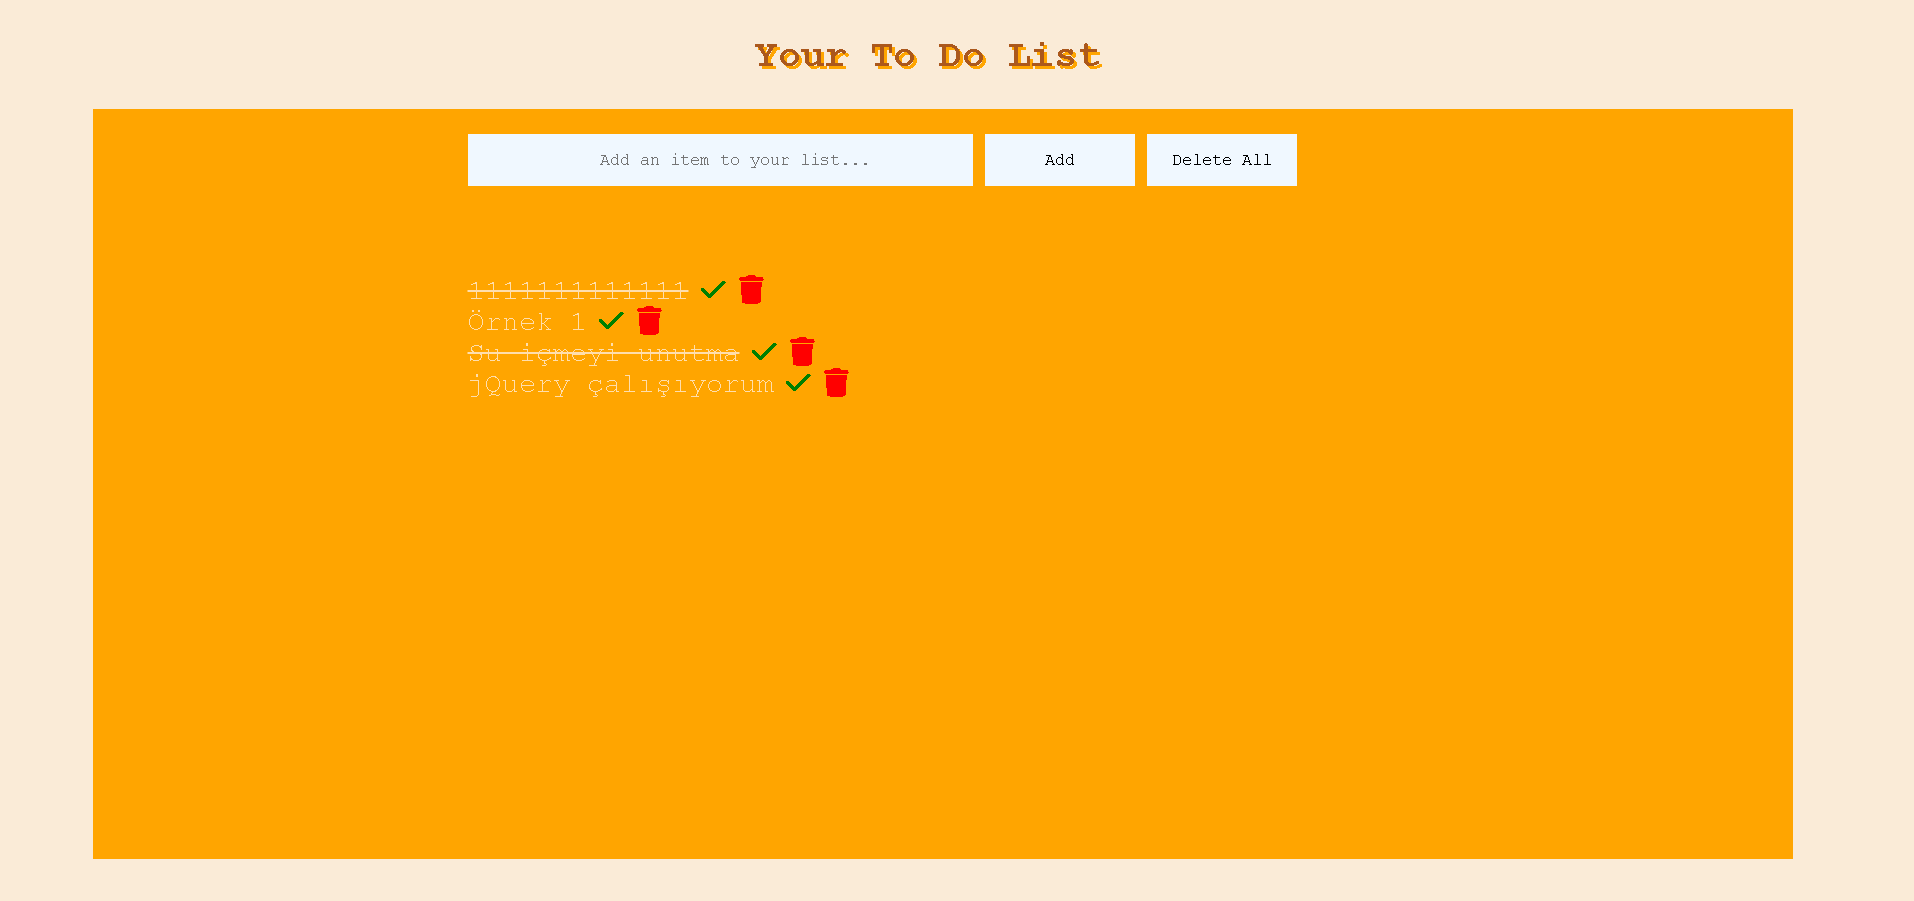 Your To Do List
Add an item to your list...
Add
Delete All
1111111111111
Örnek 1
Su içmeyi unutma
jQuery çalışıyorum